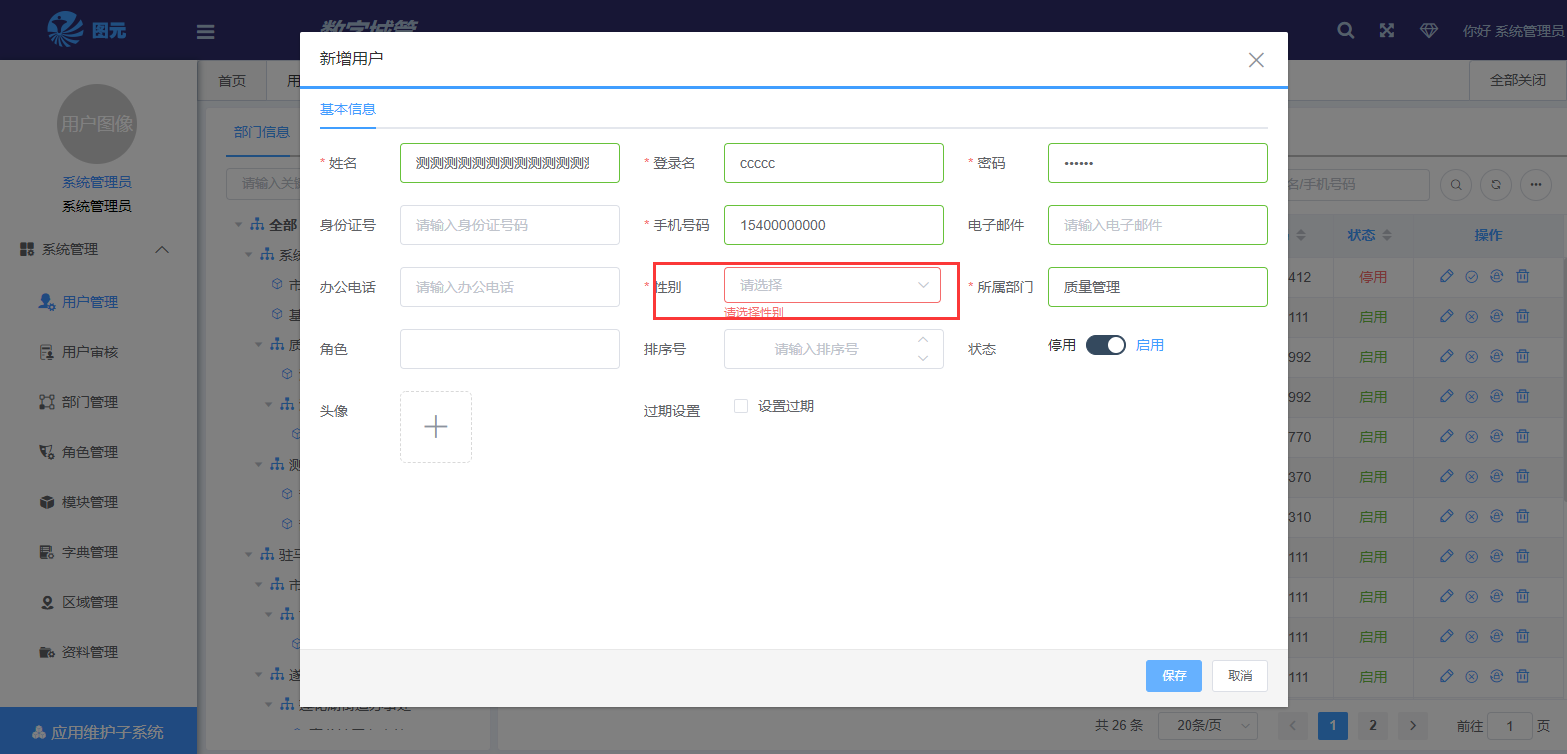 图元
数字城管
你好 系统管理员
用户图像
系统管理员
系统管理员
系统管理
用户管理
用户审核
部门管理
角色管理
模块管理
字典管理
区域管理
资料管理
应用维护子系统
首页
用
全部关闭
部门信息
请输入关
全部
系统
市
质
测
驻马
市
遂
新增用户
基本信息
* 姓名
测测测测测测测测测测测测
* 登录名
ccccc
* 密码
••••••
身份证号
请输入身份证号码
* 手机号码
15400000000
电子邮件
请输入电子邮件
办公电话
请输入办公电话
* 性别
请选择
请选择性别
* 所属部门
质量管理
角色
排序号
请输入排序号
状态
停用
启用
头像
过期设置
设置过期
保存
取消
名/手机号码
状态
操作
412
停用
111
启用
992
启用
992
启用
770
启用
370
启用
310
启用
111
启用
111
启用
111
启用
111
启用
共 26 条
20条/页
1
2
前往
1
页